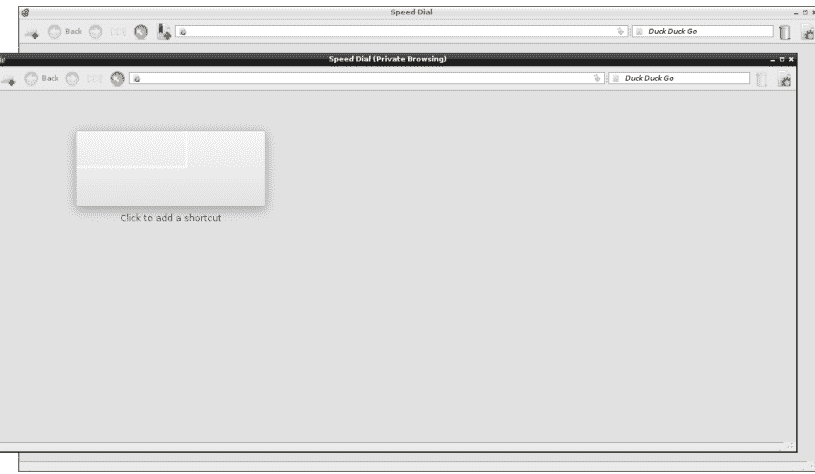 Speed Dial
Back
Duck Duck Go
Speed Dial (Private Browsing)
Back
Duck Duck Go
Click to add a shortcut